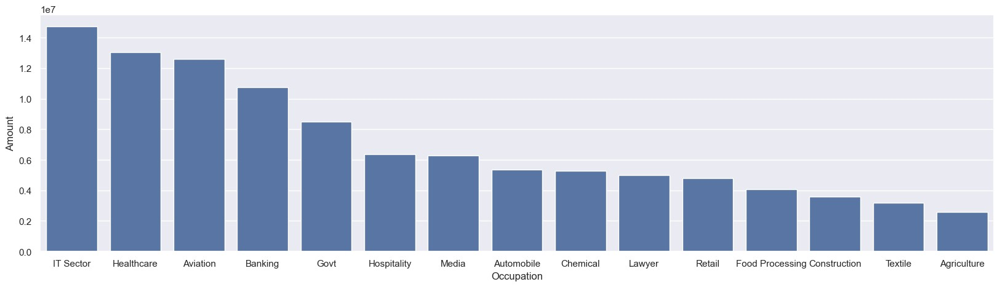 1e7
1.4
1.2
1.0
0.8
0.6
0.4
0.2
0.0
Amount
IT Sector Healthcare Aviation Banking Govt Hospitality Media Automobile Chemical Lawyer Retail Food Processing Construction Textile Agriculture
Occupation